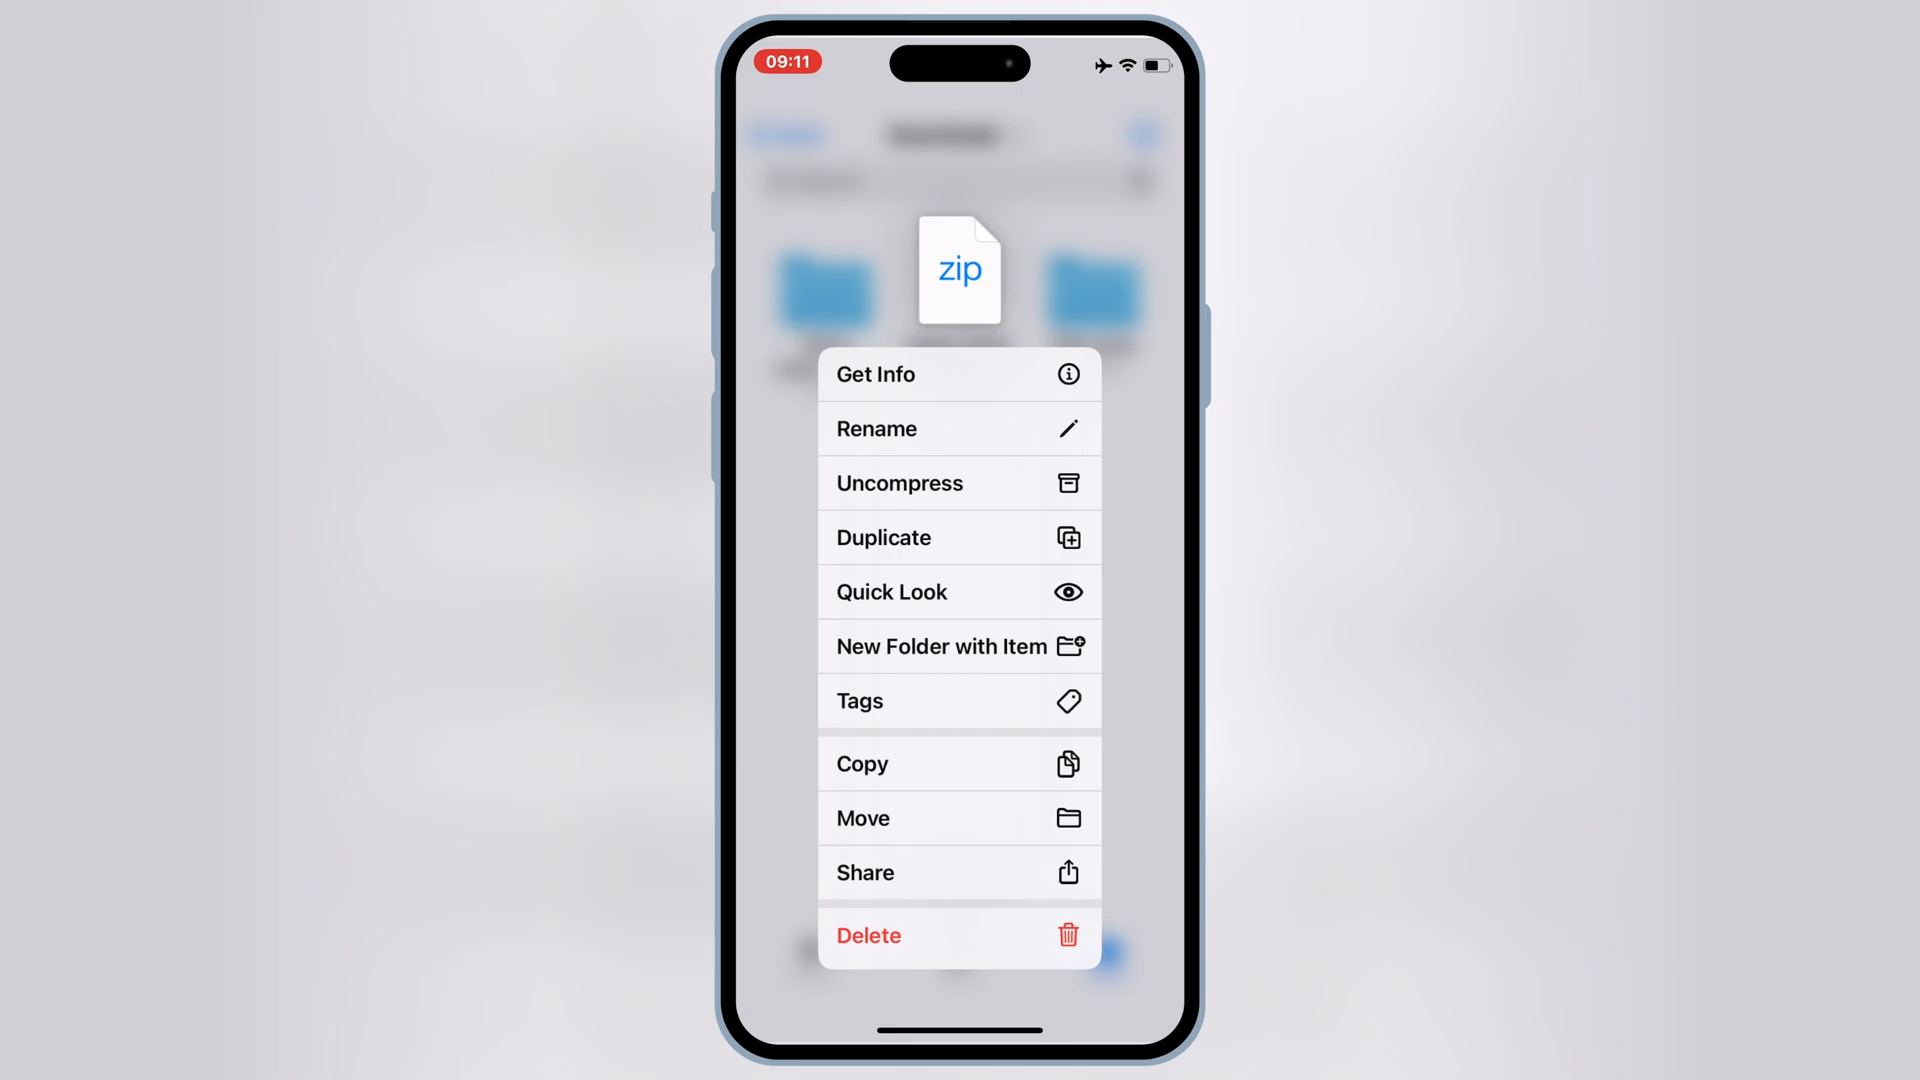 09:11
zip
Get Info
Rename
Uncompress
Duplicate
Quick Look
New Folder with Item
Tags
Copy
Move
Share
Delete